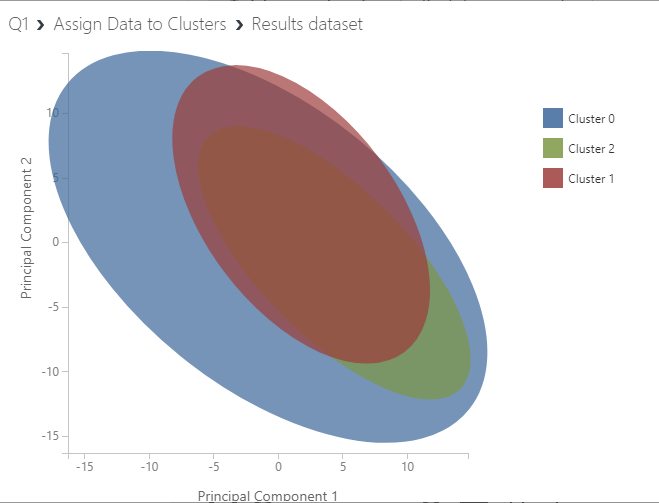 Q1 › Assign Data to Clusters › Results dataset
Principal Component 2
10
5
0
-5
-10
-15
-15 -10 -5 0 5 10
Principal Component 1
Cluster 0
Cluster 2
Cluster 1